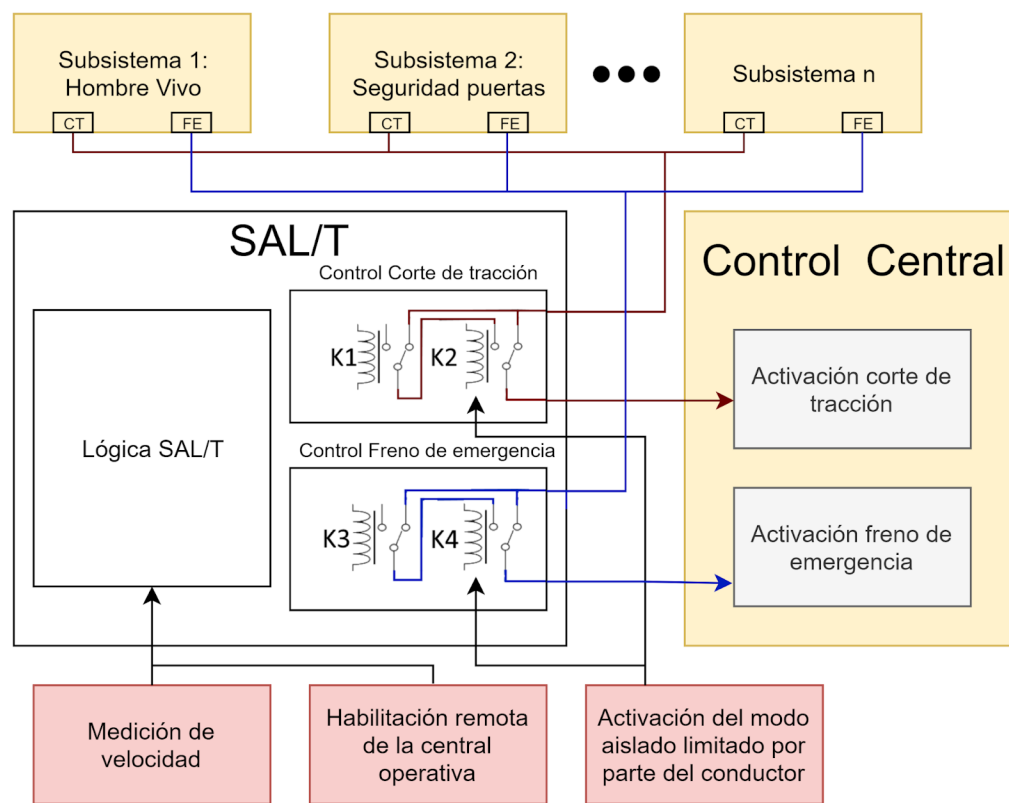 Subsistema 1:
Hombre Vivo
CT
FE
Subsistema 2:
Seguridad puertas
CT
FE
Subsistema n
CT
FE
SAL/T
Control Corte de tracción
K1
K2
Lógica SAL/T
Control Freno de emergencia
K3
K4
Control Central
Activación corte de
tracción
Activación freno de
emergencia
Medición de
velocidad
Habilitación remota
de la central
operativa
Activación del modo
aislado limitado por
parte del conductor